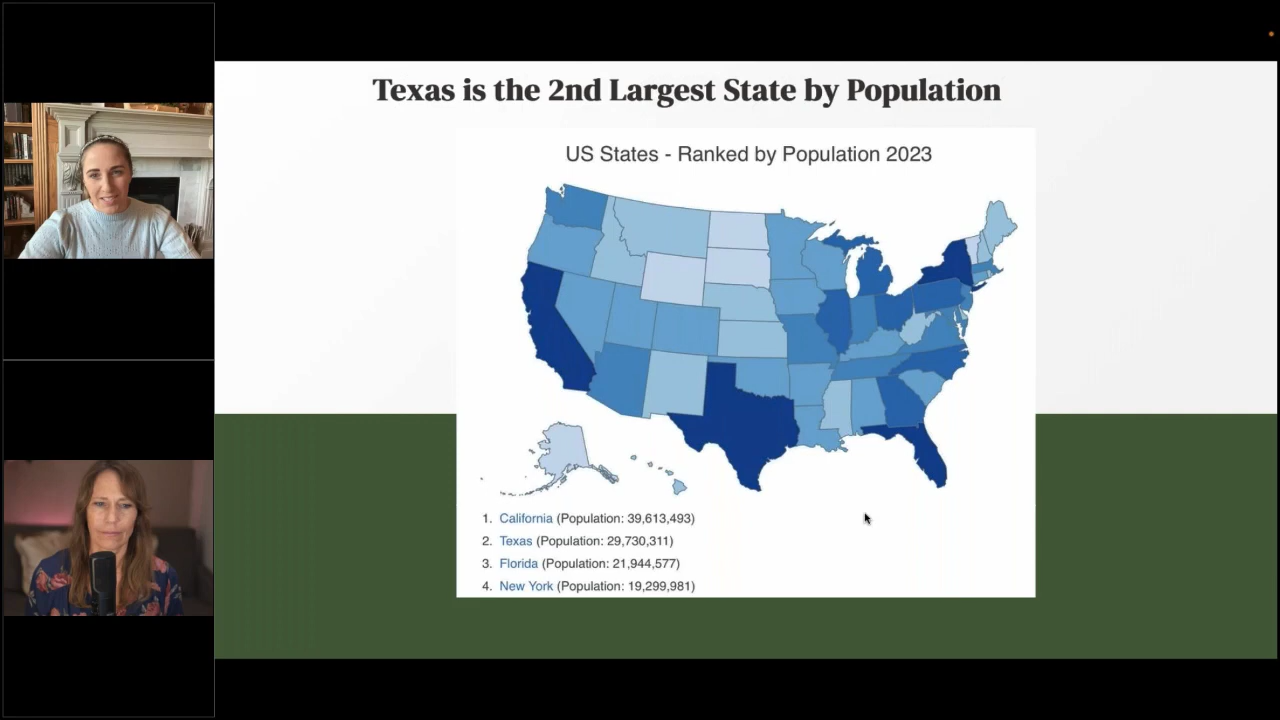 Texas is the 2nd Largest State by Population
US States - Ranked by Population 2023
1. California (Population: 39,613,493)
2. Texas (Population: 29,730,311)
3. Florida (Population: 21,944,577)
4. New York (Population: 19,299,981)